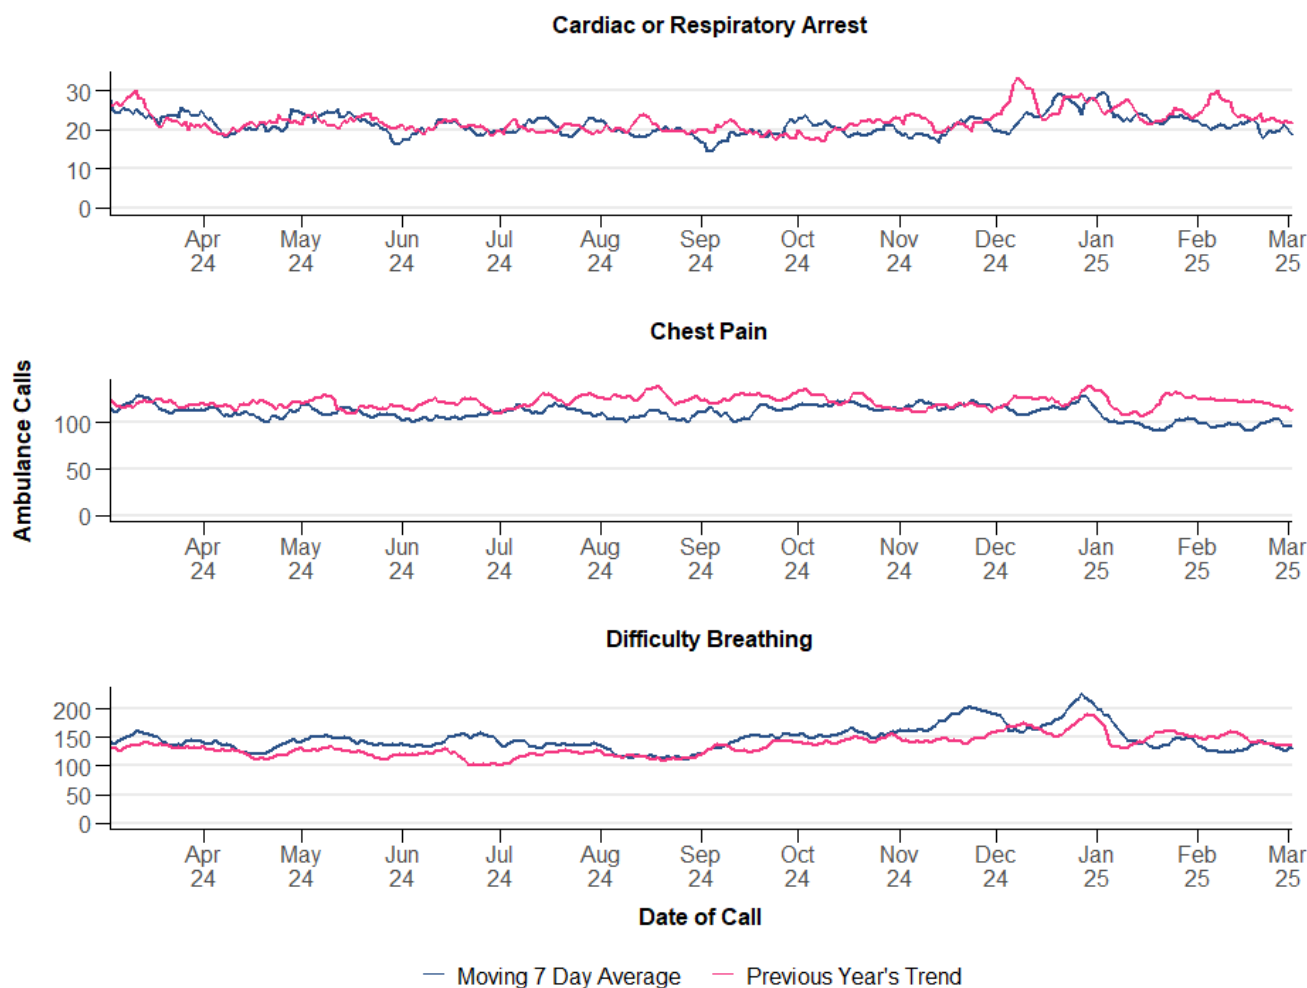 Cardiac or Respiratory Arrest
30
20
10
0
Apr May Jun Jul Aug Sep Oct Nov Dec Jan Feb Mar
24 24 24 24 24 24 24 24 24 25 25 25
Chest Pain
100
50
0
Apr May Jun Jul Aug Sep Oct Nov Dec Jan Feb Mar
24 24 24 24 24 24 24 24 24 25 25 25
Ambulance Calls
Difficulty Breathing
200
150
100
50
0
Apr May Jun Jul Aug Sep Oct Nov Dec Jan Feb Mar
24 24 24 24 24 24 24 24 24 25 25 25
Date of Call
Moving 7 Day Average Previous Year's Trend